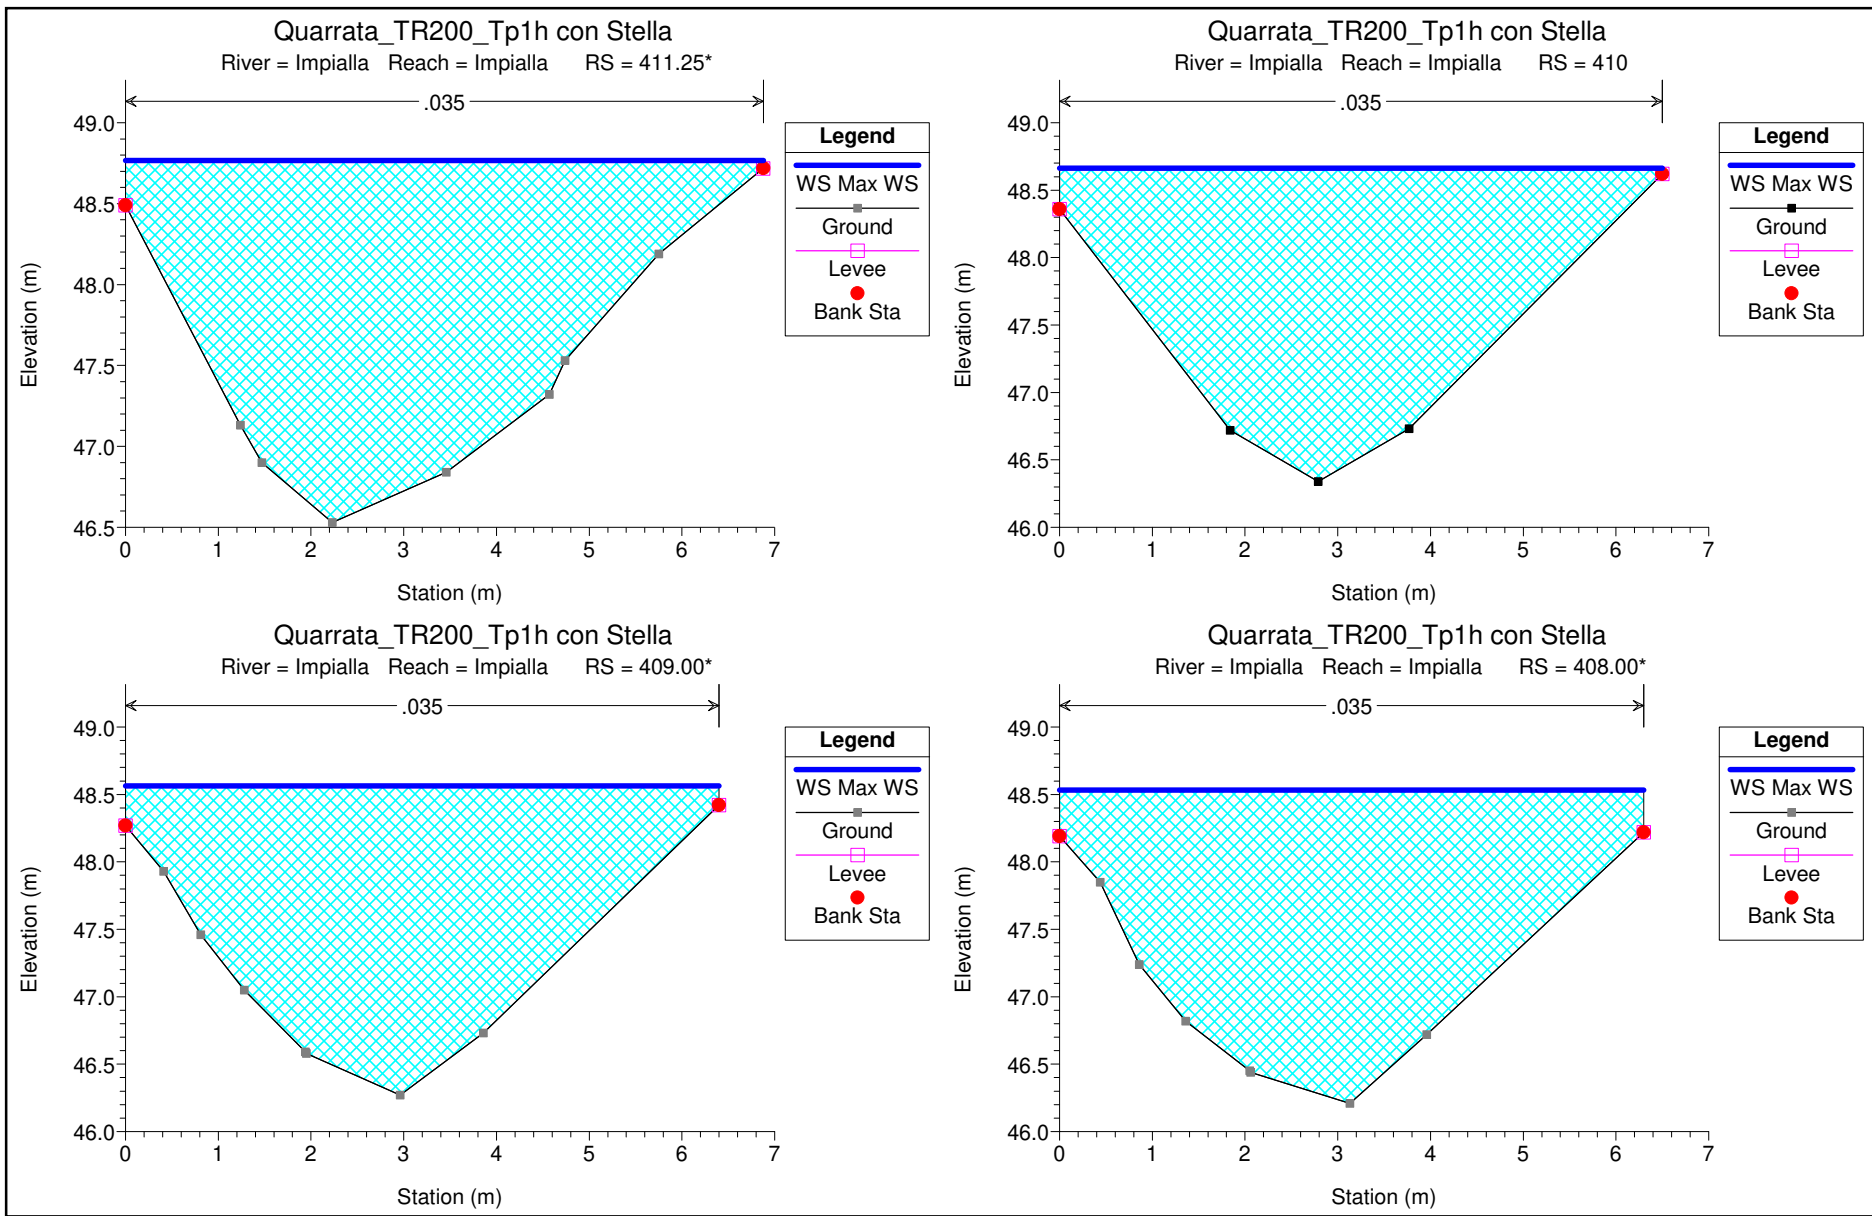 Quarrata_TR200_Tp1h con Stella
River = Impialla Reach = Impialla RS = 411.25*
.035
49.0
48.5
48.0
47.5
47.0
46.5
0 1 2 3 4 5 6 7
Station (m)
Elevation (m)
Legend
WS Max WS
Ground
Levee
Bank Sta
Quarrata_TR200_Tp1h con Stella
River = Impialla Reach = Impialla RS = 410
.035
49.0
48.5
48.0
47.5
47.0
46.5
46.0
0 1 2 3 4 5 6 7
Station (m)
Elevation (m)
Legend
WS Max WS
Ground
Levee
Bank Sta
Quarrata_TR200_Tp1h con Stella
River = Impialla Reach = Impialla RS = 409.00*
.035
49.0
48.5
48.0
47.5
47.0
46.5
46.0
0 1 2 3 4 5 6 7
Station (m)
Elevation (m)
Legend
WS Max WS
Ground
Levee
Bank Sta
Quarrata_TR200_Tp1h con Stella
River = Impialla Reach = Impialla RS = 408.00*
.035
49.0
48.5
48.0
47.5
47.0
46.5
46.0
0 1 2 3 4 5 6 7
Station (m)
Elevation (m)
Legend
WS Max WS
Ground
Levee
Bank Sta